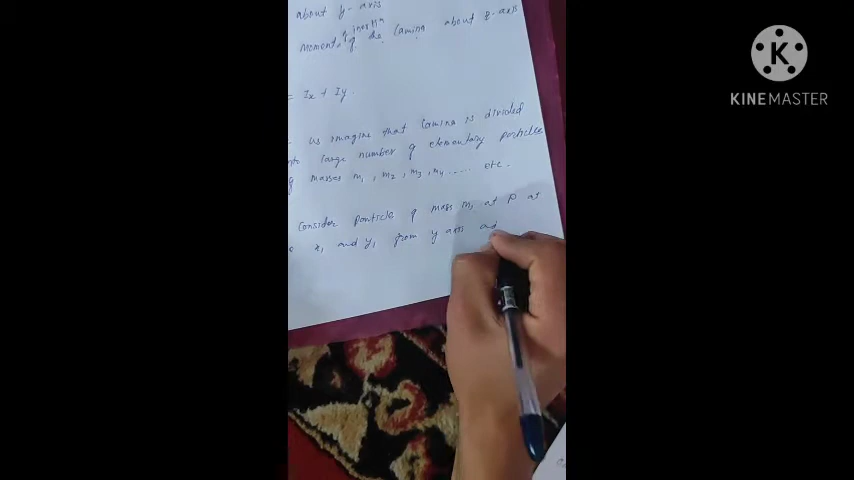 about y-axis
of inertia
moment of the lamina about z-axis
= Ix + Iy.
us imagine that lamina is divided
into large number of elementary particles
of masses m1, m2, m3, m4...... etc.
Consider particle of mass m1 at P at
x1 and y1 from y axis ad
KINEMASTER